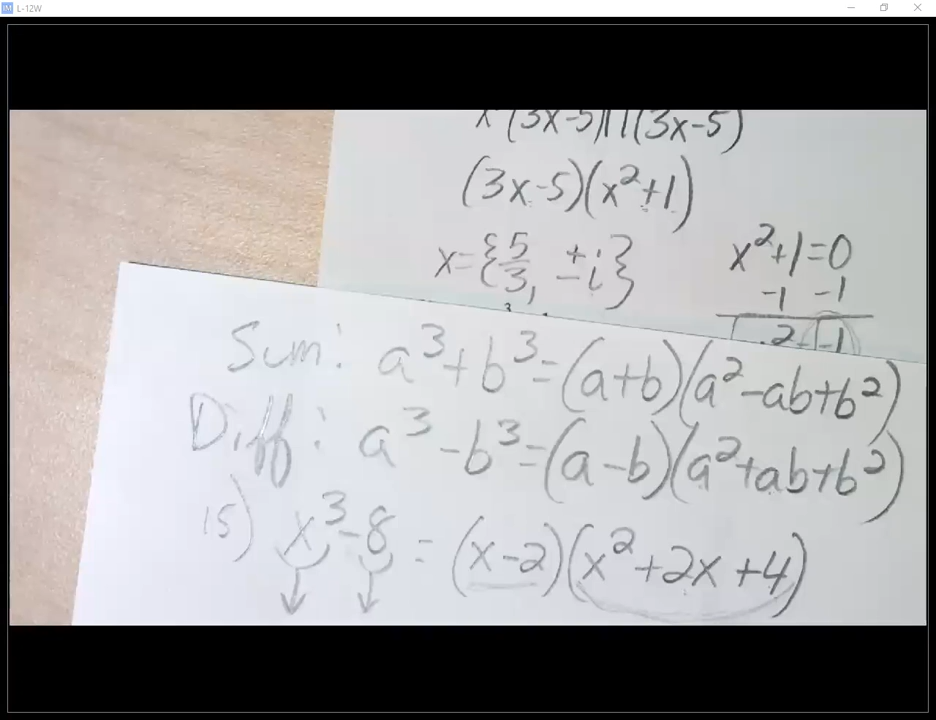 L-12W
x²(3x-5)+1(3x-5)
(3x-5)(x²+1)
x={5/3, ±i}
x²+1=0
-1 -1
Sum: a³+b³=(a+b)(a²-ab+b²)
Diff: a³-b³=(a-b)(a²+ab+b²)
15) x³-8 = (x-2)(x²+2x+4)